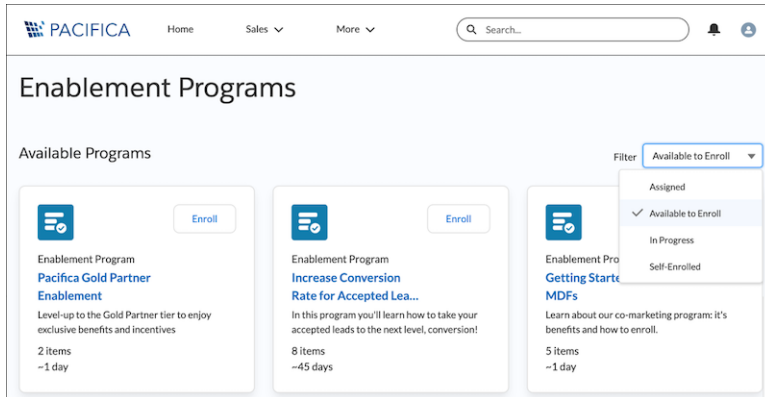 PACIFICA
Home
Sales
More
Search...
Enablement Programs
Available Programs
Filter
Available to Enroll
Assigned
Available to Enroll
In Progress
Self-Enrolled
Enroll
Enablement Program
Pacifica Gold Partner
Enablement
Level-up to the Gold Partner tier to enjoy
exclusive benefits and incentives
2 items
~1 day
Enroll
Enablement Program
Increase Conversion
Rate for Accepted Lea...
In this program you'll learn how to take your
accepted leads to the next level, conversion!
8 items
~45 days
Enablement
Getting
MDFs
Learn about our co-marketing program: it's
benefits and how to enroll.
5 items
~1 day